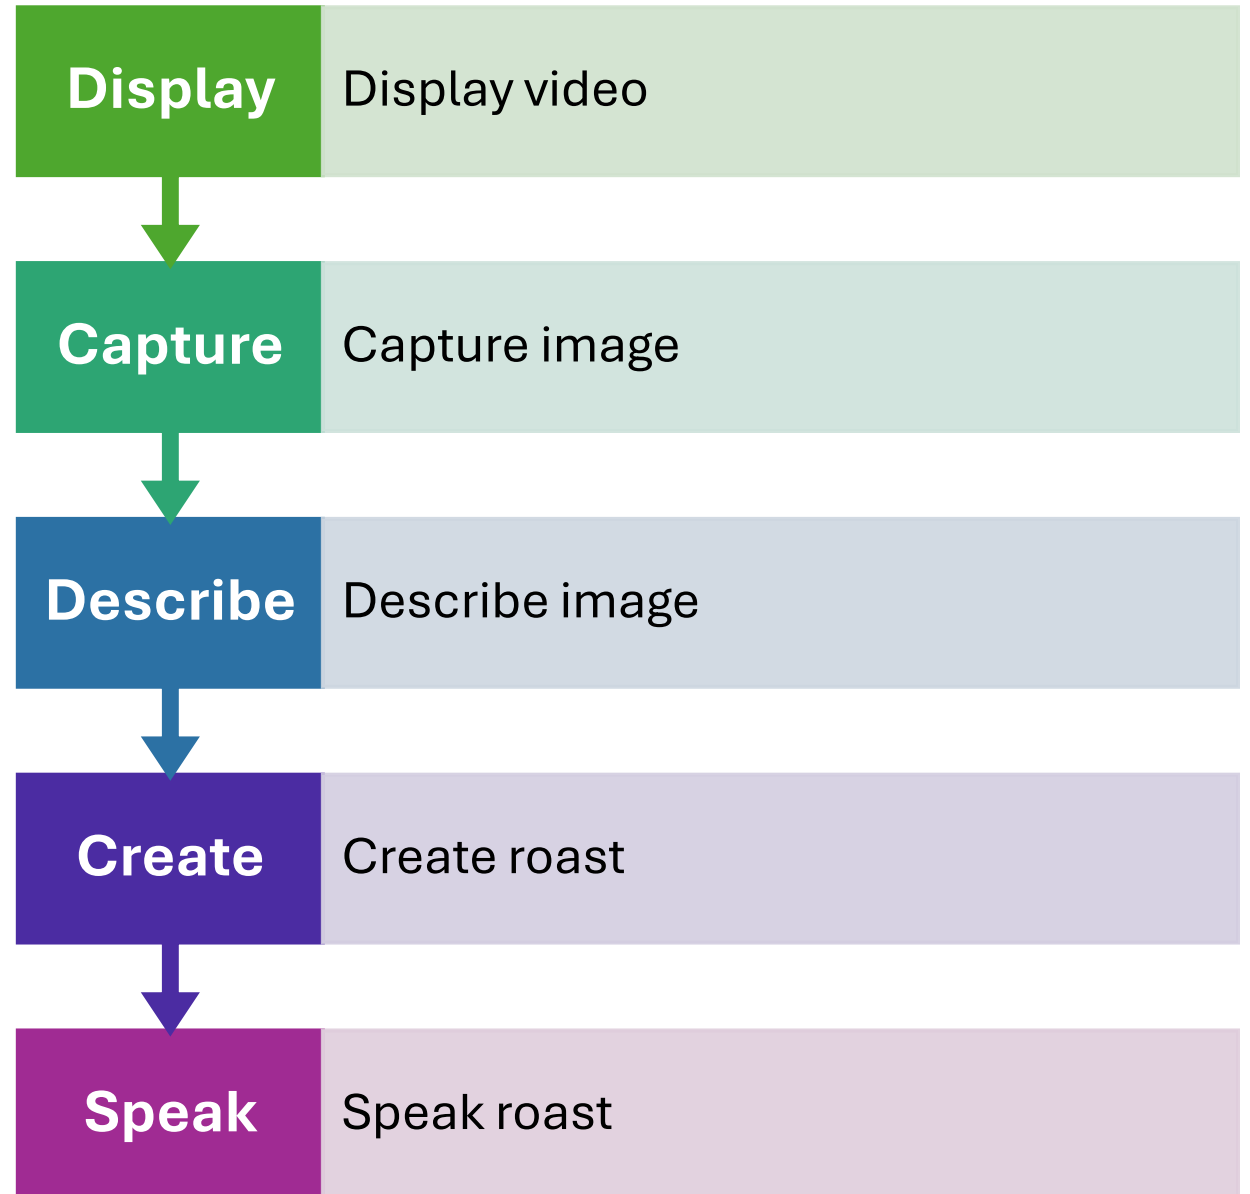 Display
Display video
Capture
Capture image
Describe
Describe image
Create
Create roast
Speak
Speak roast